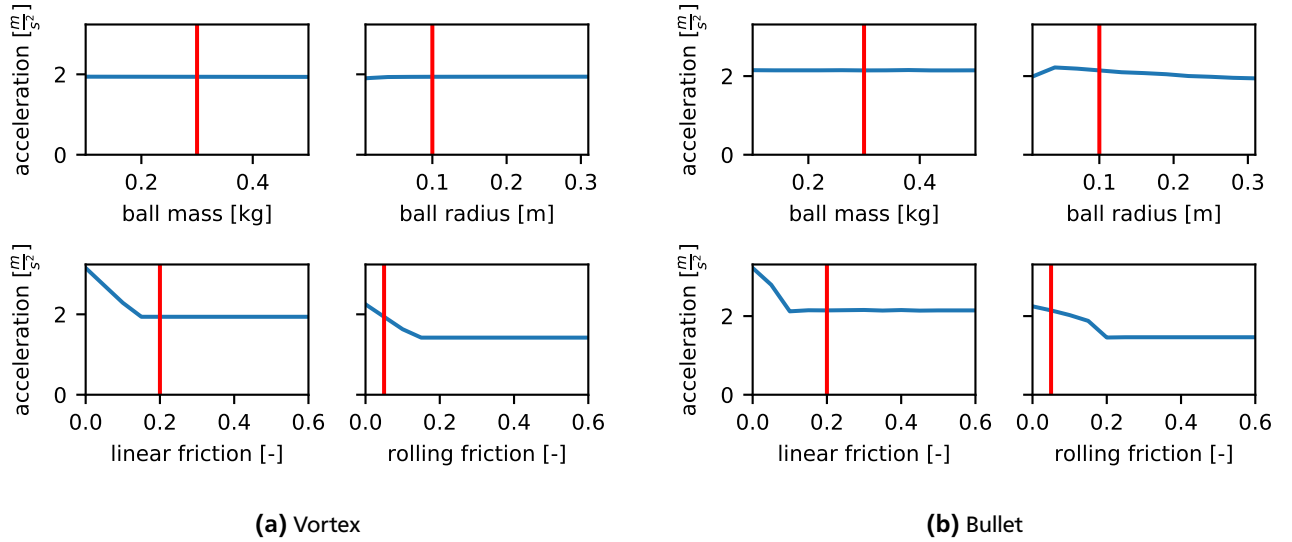 acceleration [m/s²]
2
0
0.2 0.4
ball mass [kg]
0.1 0.2 0.3
ball radius [m]
acceleration [m/s²]
2
0
0.0 0.2 0.4 0.6
linear friction [-]
0.0 0.2 0.4 0.6
rolling friction [-]
(a) Vortex
acceleration [m/s²]
2
0
0.2 0.4
ball mass [kg]
0.1 0.2 0.3
ball radius [m]
acceleration [m/s²]
2
0
0.0 0.2 0.4 0.6
linear friction [-]
0.0 0.2 0.4 0.6
rolling friction [-]
(b) Bullet